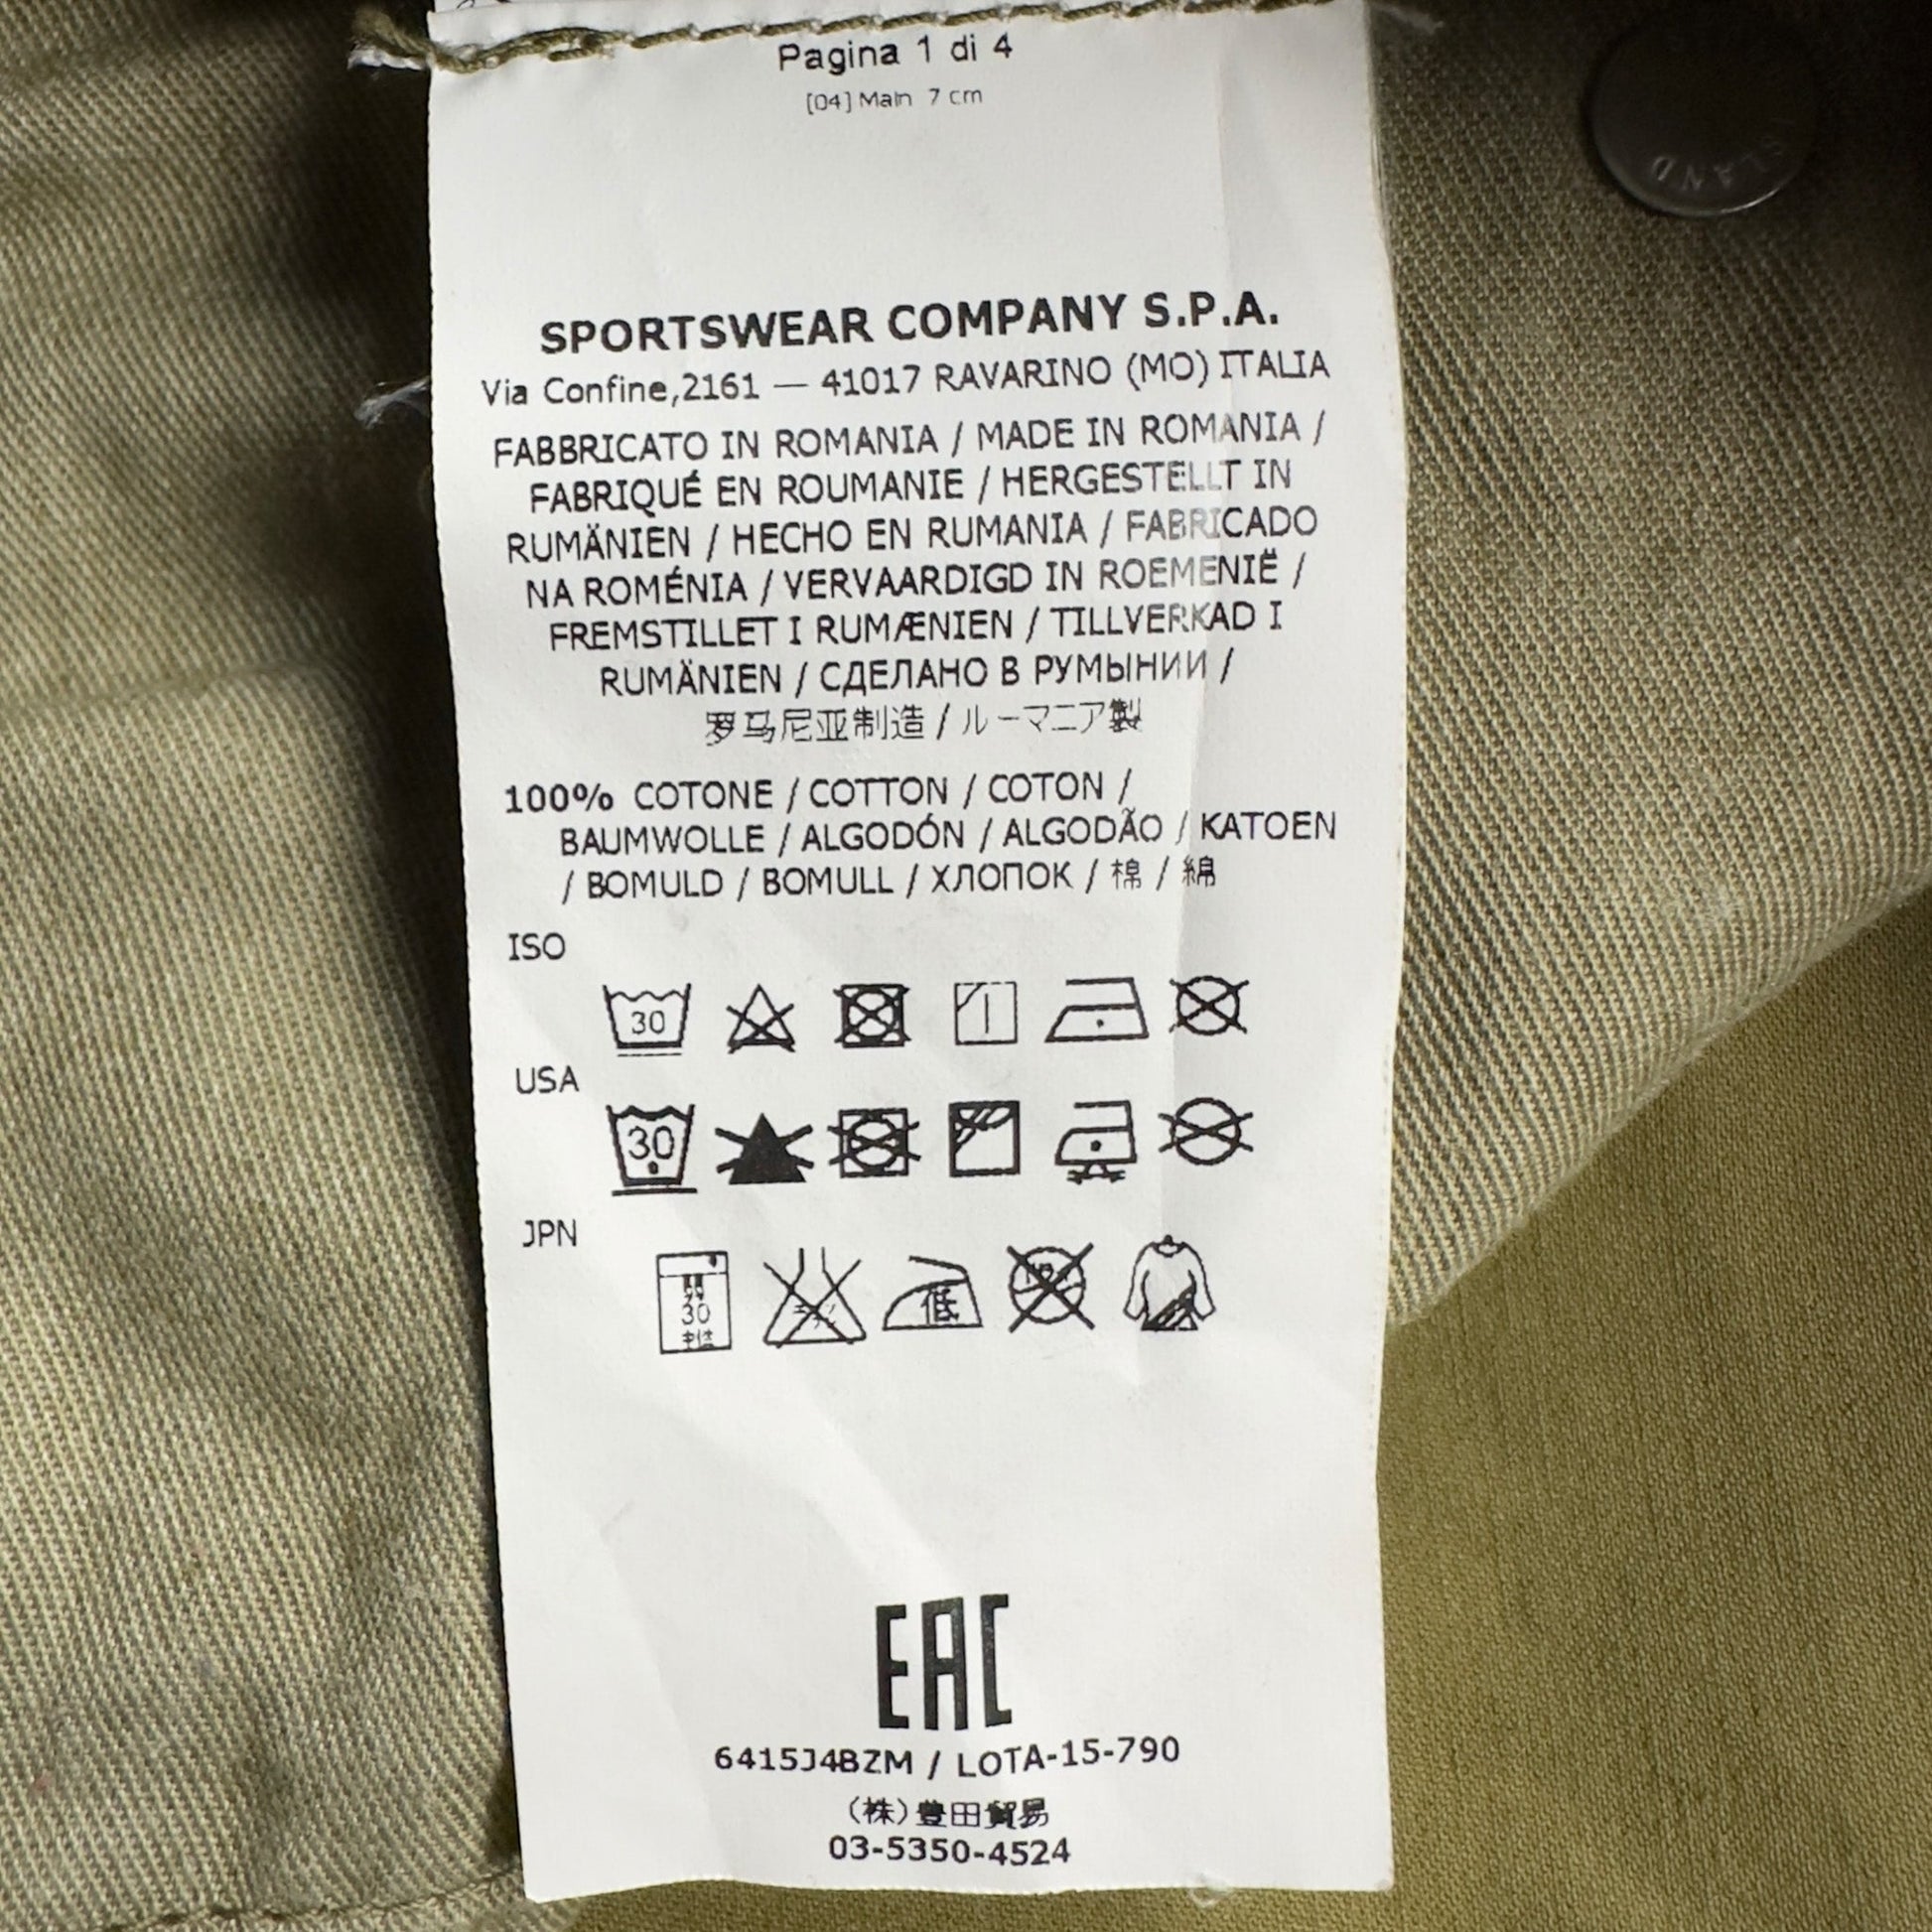 Pagina 1 di 4
[04] Main 7 cm
SPORTSWEAR COMPANY S.P.A.
Via Confine,2161 — 41017 RAVARINO (MO) ITALIA
FABBRICATO IN ROMANIA / MADE IN ROMANIA /
FABRIQUÉ EN ROUMANIE / HERGESTELLT IN
RUMÄNIEN / HECHO EN RUMANIA / FABRICADO
NA ROMÉNIA / VERVAARDIGD IN ROEMENIË /
FREMSTILLET I RUMÆNIEN / TILLVERKAD I
RUMÄNIEN / СДЕЛАНО В РУМЫНИИ /
罗马尼亚制造 / ルーマニア製
100% COTONE / COTTON / COTON /
BAUMWOLLE / ALGODÓN / ALGODÃO / KATOEN
/ BOMULD / BOMULL / ХЛОПОК / 棉 / 綿
ISO
30
USA
30
JPN
30
中性
低
EAC
6415J4BZM / LOTA-15-790
(株)豊田貿易
03-5350-4524